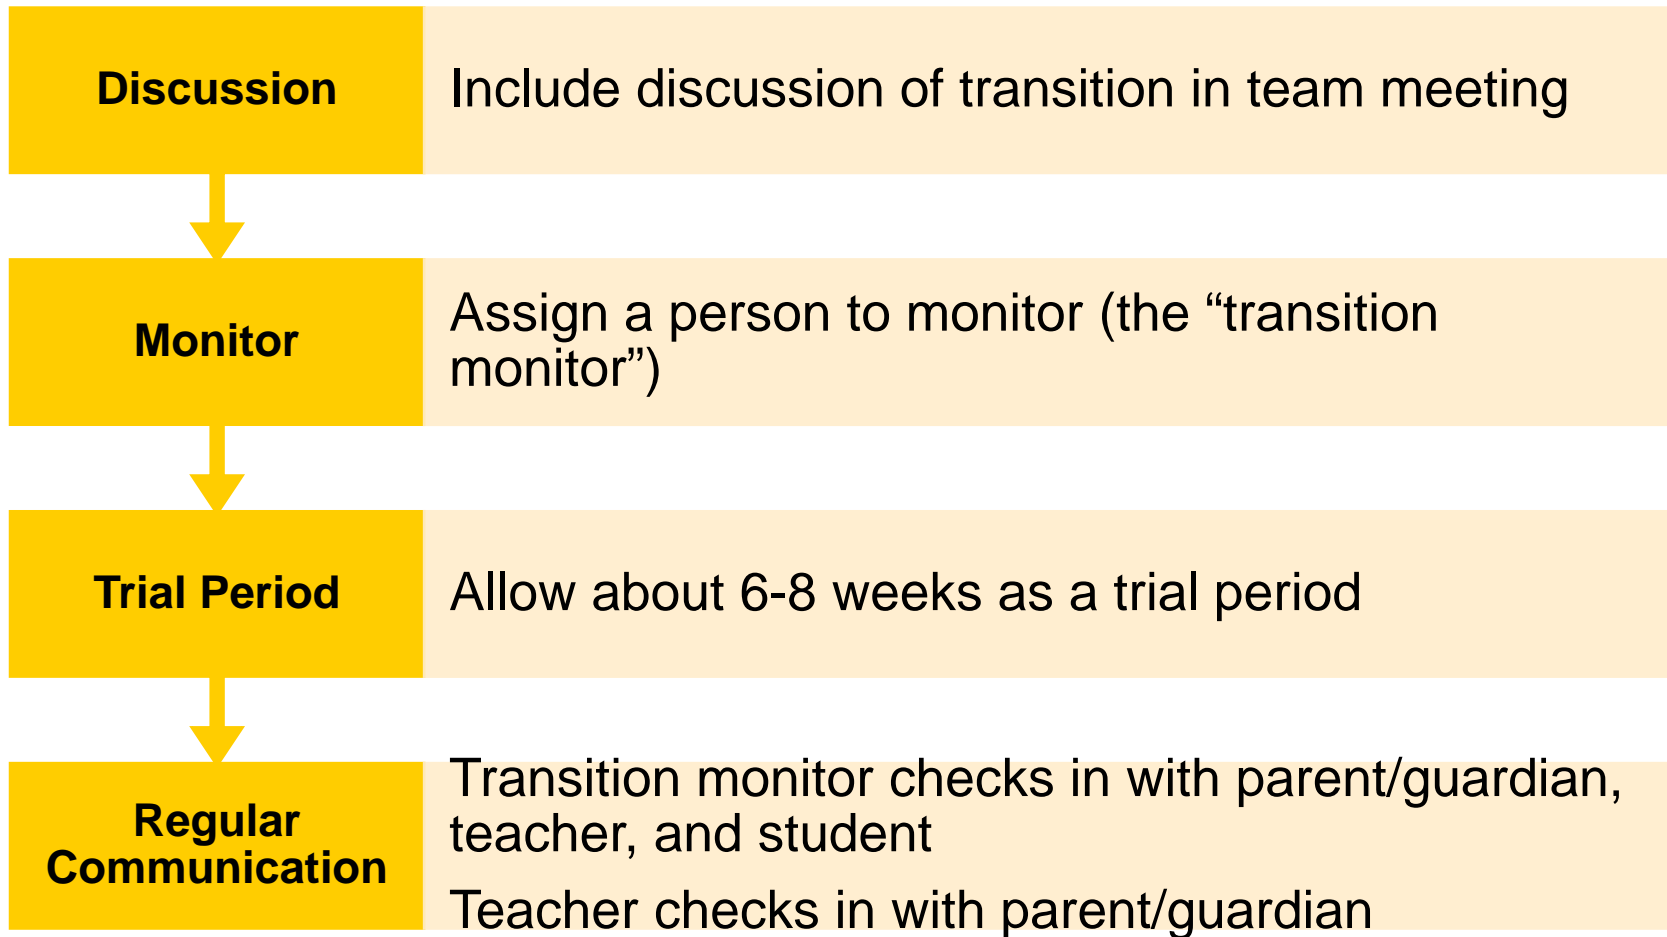 Discussion
Include discussion of transition in team meeting
Monitor
Assign a person to monitor (the “transition
monitor”)
Trial Period
Allow about 6-8 weeks as a trial period
Regular
Communication
Transition monitor checks in with parent/guardian,
teacher, and student
Teacher checks in with parent/guardian